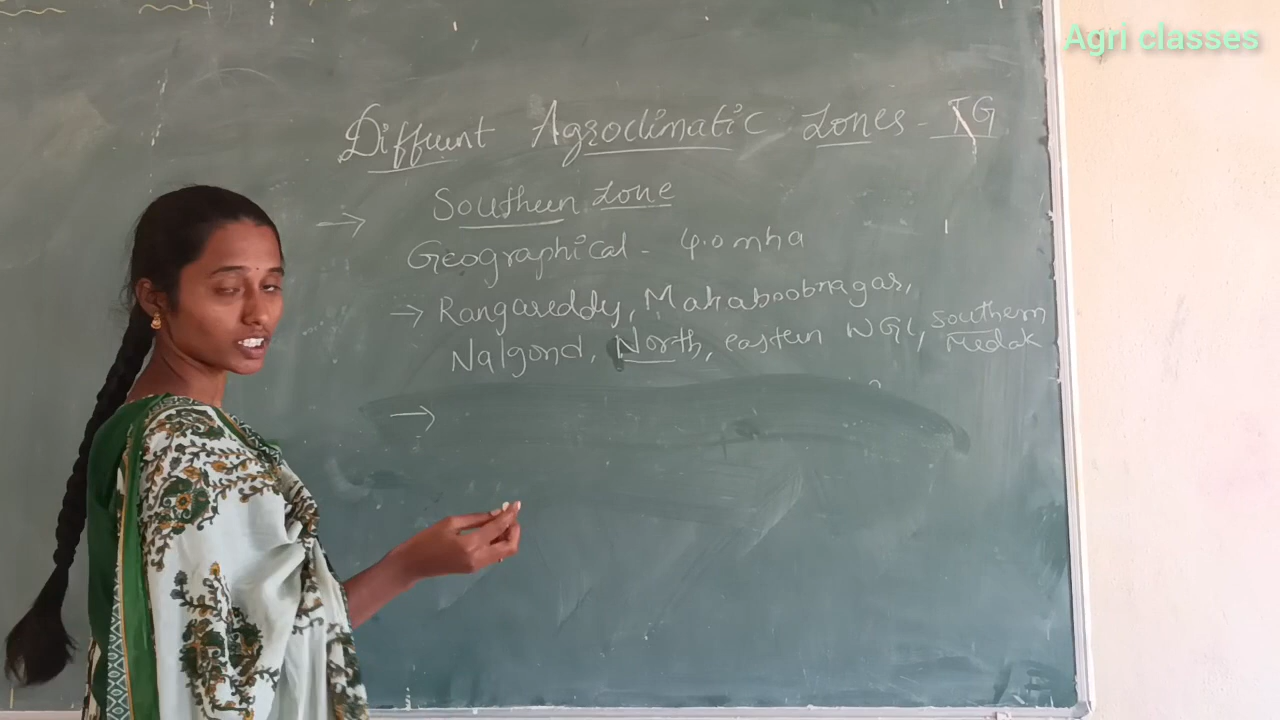 Agri classes
Different Agroclimatic Zones - TG
→ Southern Zone
Geographical - 4.0 mha
→ Rangareddy, Mahaboobnagar,
Nalgond, North, eastern NGL, southern Medak
→